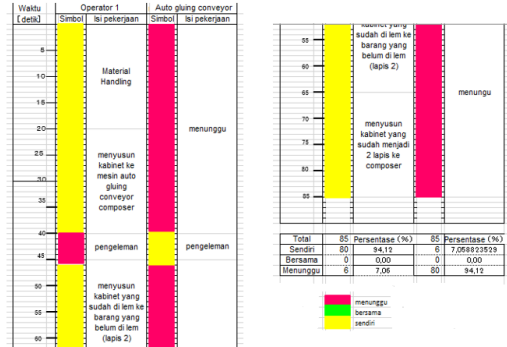 Waktu
Operator 1
Auto gluing conveyor
【detik】
Simbol
Isi pekerjaan
Simbol
Isi pekerjaan
5
10
15
20
25
30
35
40
45
50
55
60
Material
Handling
menyusun
kabinet ke
mesin auto
gluing
conveyor
composer
pengeleman
menyusun
kabinet yang
sudah di lem ke
barang yang
belum di lem
(lapis 2)
menunggu
pengeleman
kabinet yang
sudah di lem ke
barang yang
belum di lem
(lapis 2)
menyusun
kabinet yang
sudah menjadi
2 lapis ke
composer
menungu
55
60
65
70
75
80
85
Total 85 Persentase (%) 85 Persentase (%)
Sendiri 80 94,12 6 7,058823529
Bersama 0 0,00 0 0,00
Menunggu 6 7,06 80 94,12
menunggu
bersama
sendiri